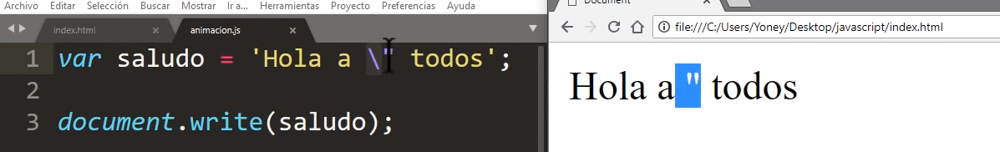 Archivo Editar Selección Buscar Mostrar Ir a... Herramientas Proyecto Preferencias Ayuda
Document
index.html × animacion.js ×
file:///C:/Users/Yoney/Desktop/javascript/index.html
1 var saludo = 'Hola a \" todos';
2
3 document.write(saludo);
Hola a " todos